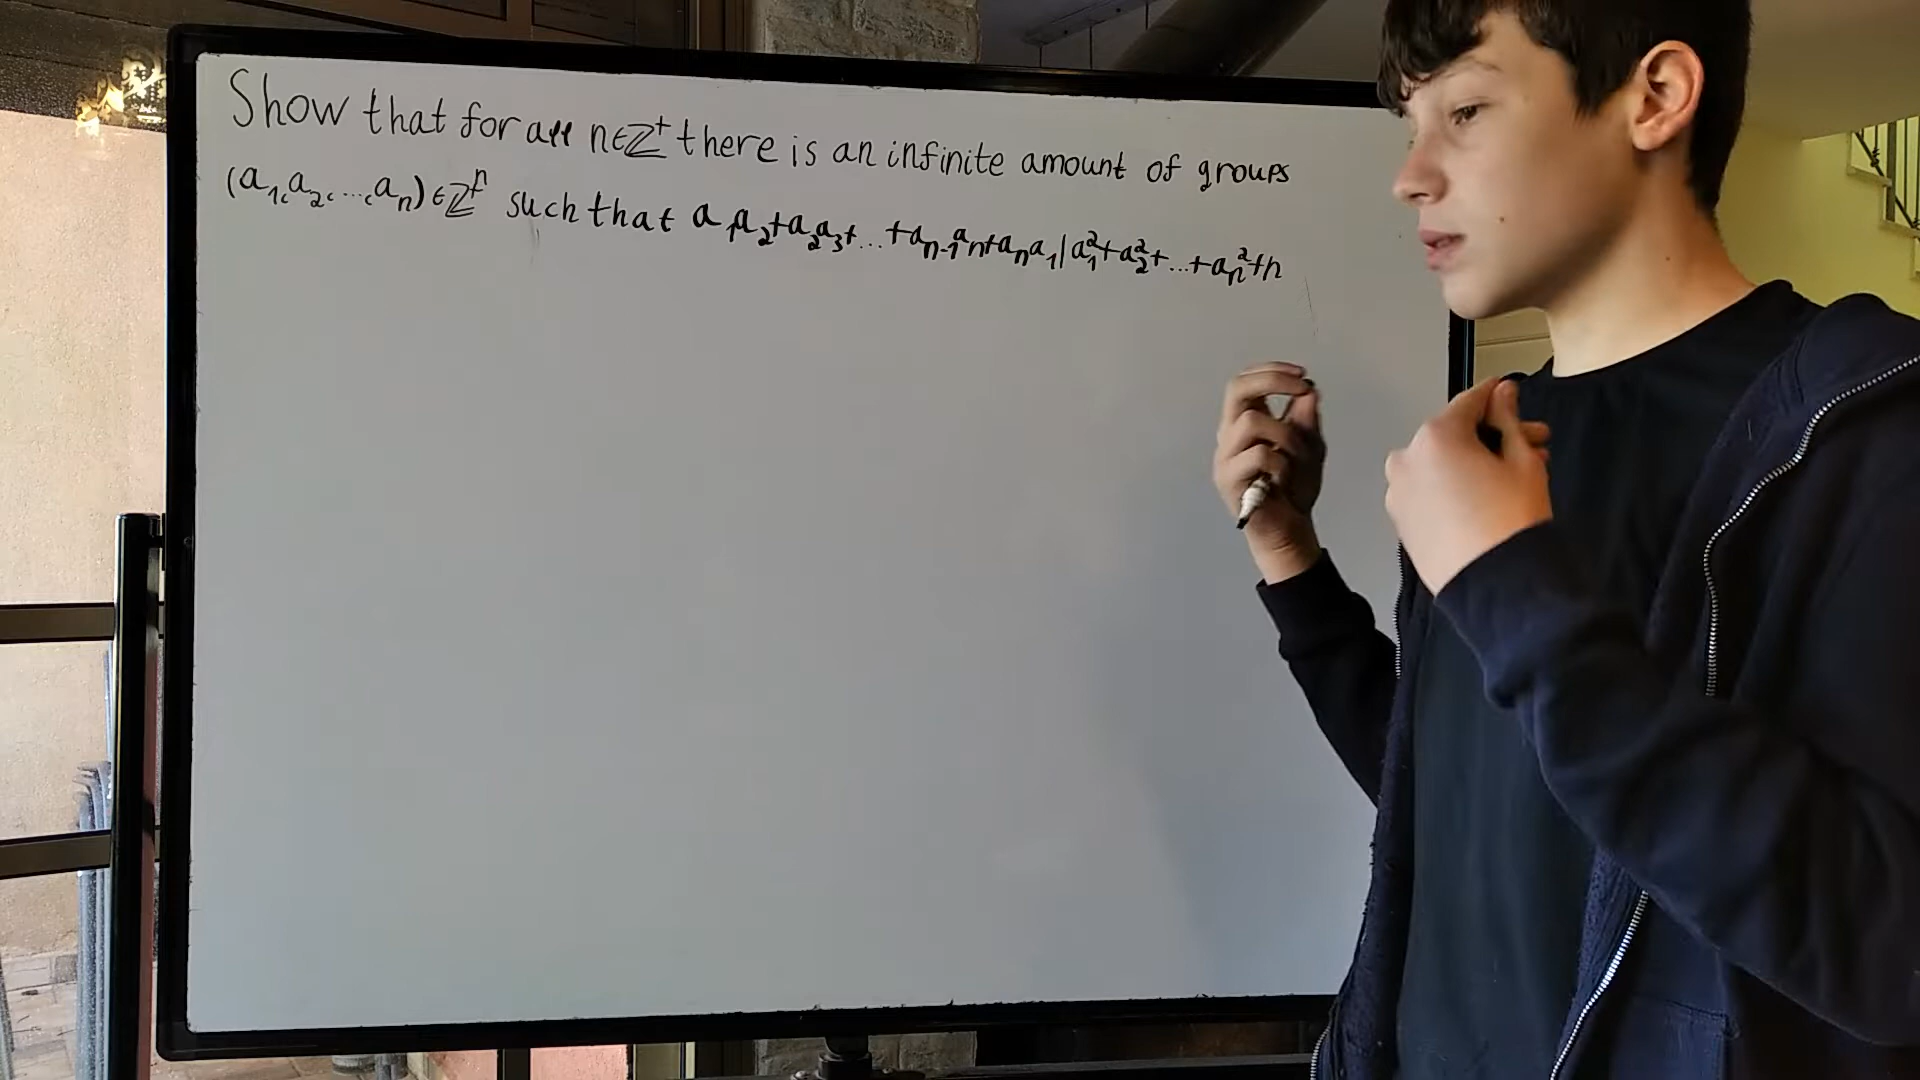 Show that for all n∈ℤ⁺ there is an infinite amount of groups
(a₁, a₂, ..., aₙ)∈ℤⁿ such that a₁a₂+a₂a₃+...+aₙ₋₁aₙ+aₙa₁|a₁²+a₂²+...+aₙ²+n